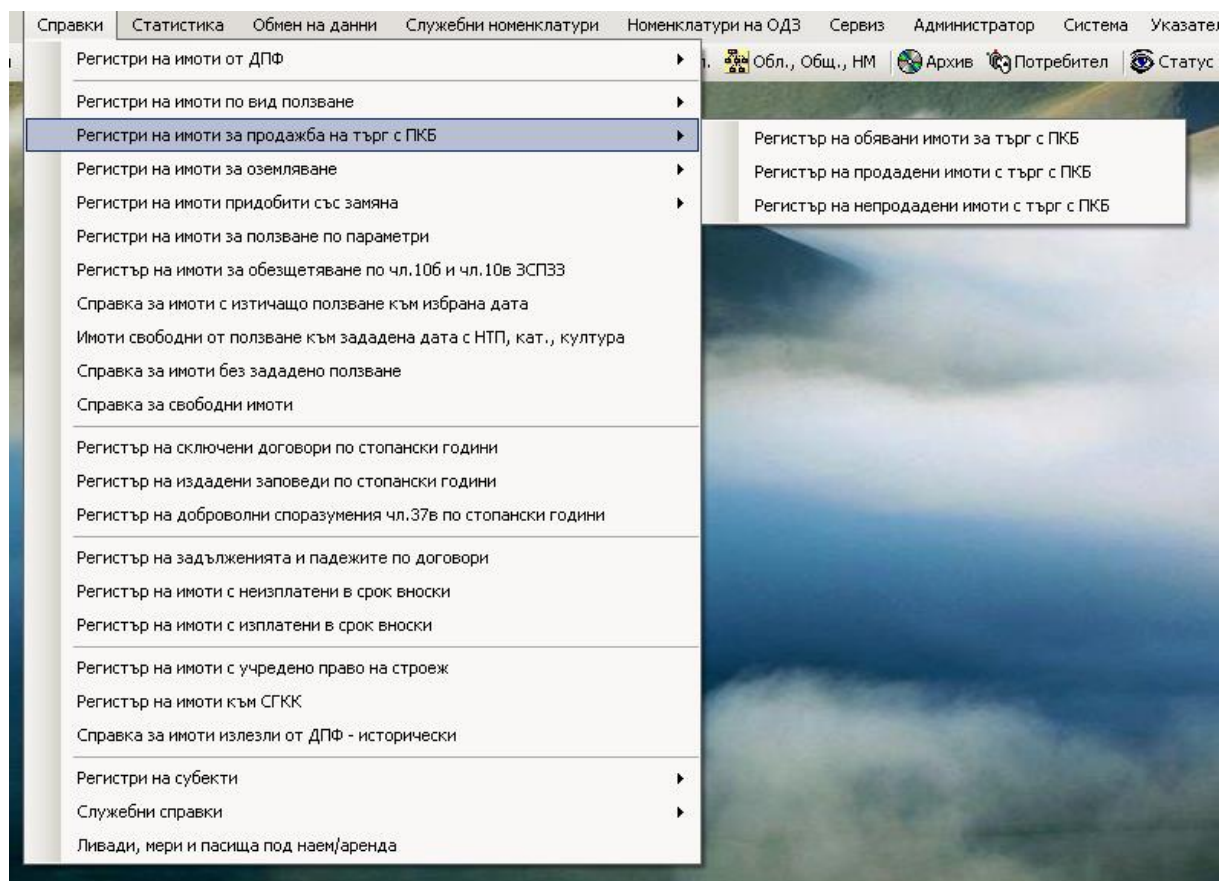 Справки Статистика Обмен на данни Служебни номенклатури Номенклатури на ОДЗ Сервиз Администратор Система Указател
Обл., Общ., НМ Архив Потребител Статус
Регистри на имоти от ДПФ
Регистри на имоти по вид ползване
Регистри на имоти за продажба на търг с ПКБ
Регистър на обявани имоти за търг с ПКБ
Регистър на продадени имоти с търг с ПКБ
Регистър на непродадени имоти с търг с ПКБ
Регистри на имоти за оземляване
Регистри на имоти придобити със замяна
Регистри на имоти за ползване по параметри
Регистър на имоти за обезщетяване по чл.10б и чл.10в ЗСПЗЗ
Справка за имоти с изтичащо ползване към избрана дата
Имоти свободни от ползване към зададена дата с НТП, кат., култура
Справка за имоти без зададено ползване
Справка за свободни имоти
Регистър на сключени договори по стопански години
Регистър на издадени заповеди по стопански години
Регистър на доброволни споразумения чл.37в по стопански години
Регистър на задълженията и падежите по договори
Регистър на имоти с неизплатени в срок вноски
Регистър на имоти с изплатени в срок вноски
Регистър на имоти с учредено право на строеж
Регистър на имоти към СГКК
Справка за имоти излезли от ДПФ - исторически
Регистри на субекти
Служебни справки
Ливади, мери и пасища под наем/аренда